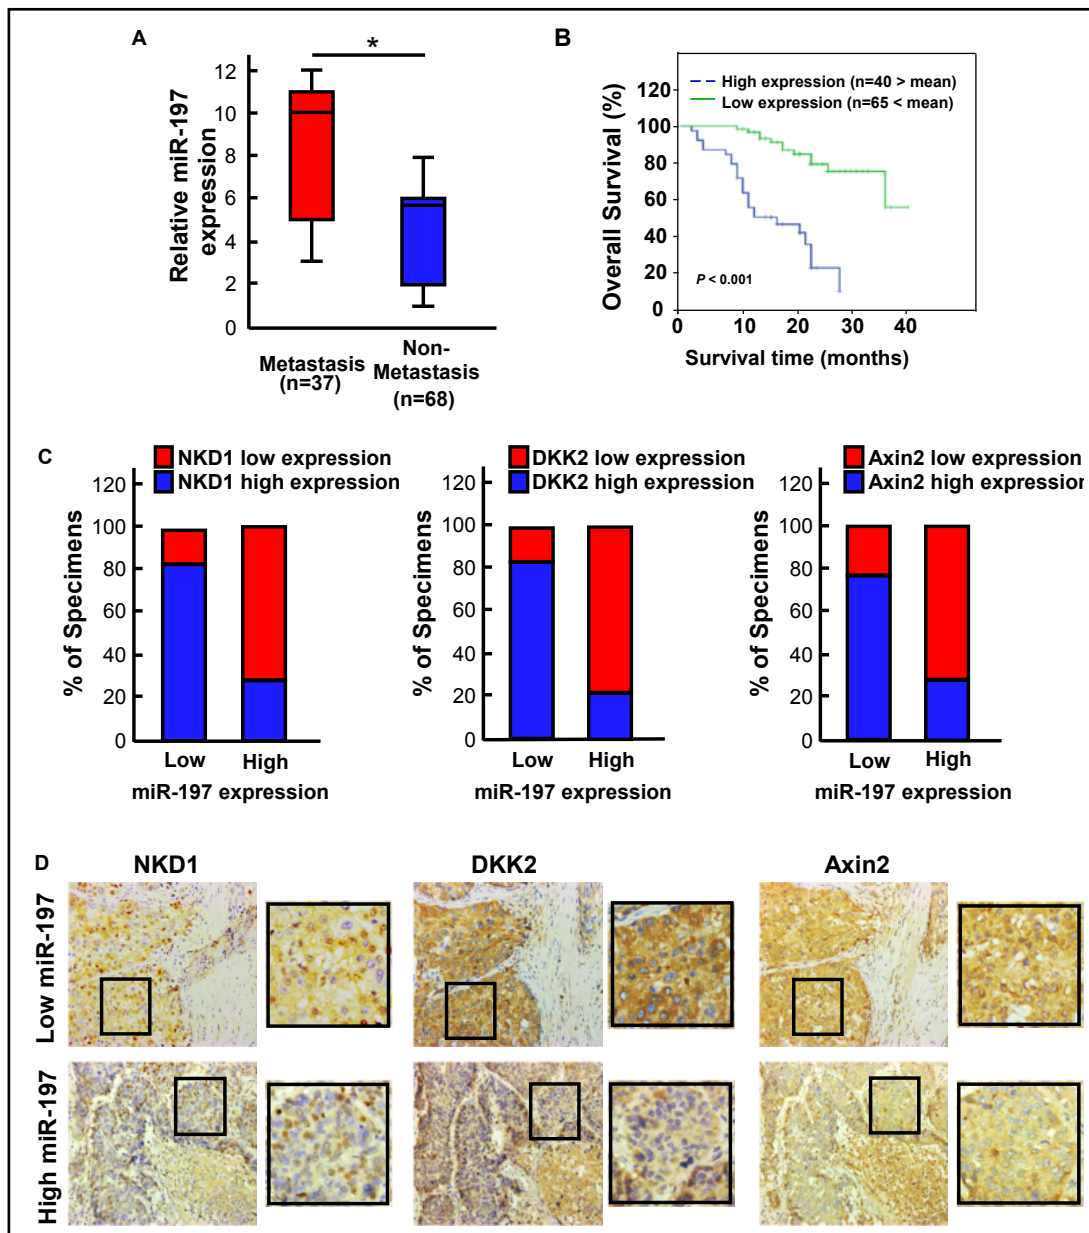 A
Relative miR-197
expression
12
10
8
6
4
2
0
*
Metastasis
(n=37)
Non-
Metastasis
(n=68)
B
Overall Survival (%)
120
100
80
60
40
20
0
High expression (n=40 > mean)
Low expression (n=65 < mean)
P < 0.001
0 10 20 30 40
Survival time (months)
C
NKD1 low expression
NKD1 high expression
% of Specimens
120
100
80
60
40
20
0
Low High
miR-197 expression
DKK2 low expression
DKK2 high expression
% of Specimens
120
100
80
60
40
20
0
Low High
miR-197 expression
Axin2 low expression
Axin2 high expression
% of Specimens
120
100
80
60
40
20
0
Low High
miR-197 expression
D
NKD1 DKK2 Axin2
Low miR-197
High miR-197